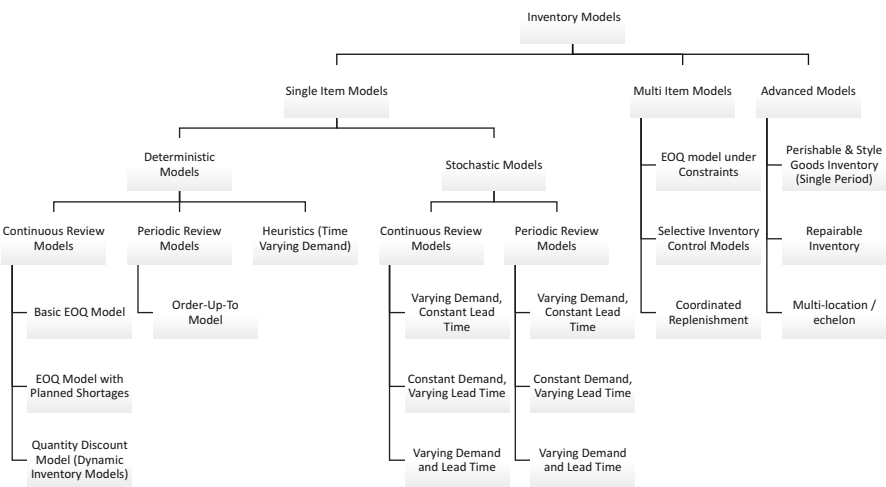 Inventory Models
Single Item Models
Multi Item Models
Advanced Models
Deterministic
Models
Stochastic Models
EOQ model under
Constraints
Perishable & Style
Goods Inventory
(Single Period)
Continuous Review
Models
Periodic Review
Models
Heuristics (Time
Varying Demand)
Continuous Review
Models
Periodic Review
Models
Selective Inventory
Control Models
Repairable
Inventory
Basic EOQ Model
Order-Up-To
Model
Varying Demand,
Constant Lead
Time
Varying Demand,
Constant Lead
Time
Coordinated
Replenishment
Multi-location /
echelon
EOQ Model with
Planned Shortages
Constant Demand,
Varying Lead Time
Constant Demand,
Varying Lead Time
Quantity Discount
Model (Dynamic
Inventory Models)
Varying Demand
and Lead Time
Varying Demand
and Lead Time